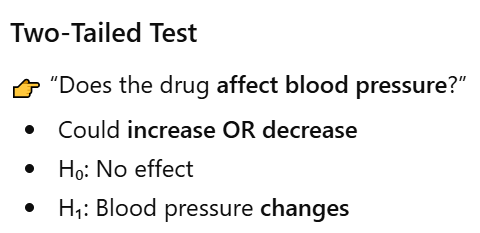 Two-Tailed Test
👉 “Does the drug affect blood pressure?”
• Could increase OR decrease
• H₀: No effect
• H₁: Blood pressure changes